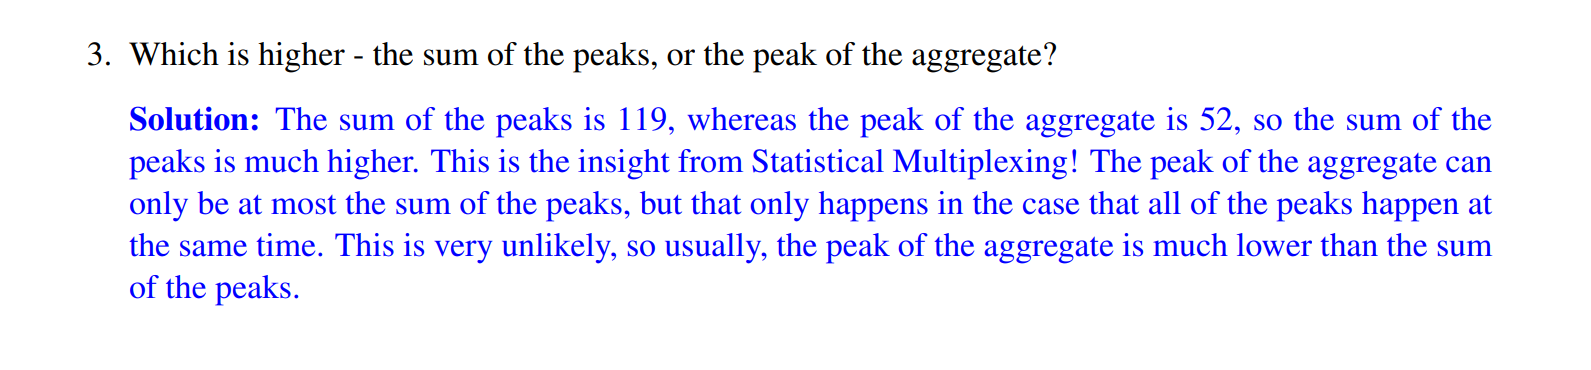 3. Which is higher - the sum of the peaks, or the peak of the aggregate?
Solution: The sum of the peaks is 119, whereas the peak of the aggregate is 52, so the sum of the
peaks is much higher. This is the insight from Statistical Multiplexing! The peak of the aggregate can
only be at most the sum of the peaks, but that only happens in the case that all of the peaks happen at
the same time. This is very unlikely, so usually, the peak of the aggregate is much lower than the sum
of the peaks.